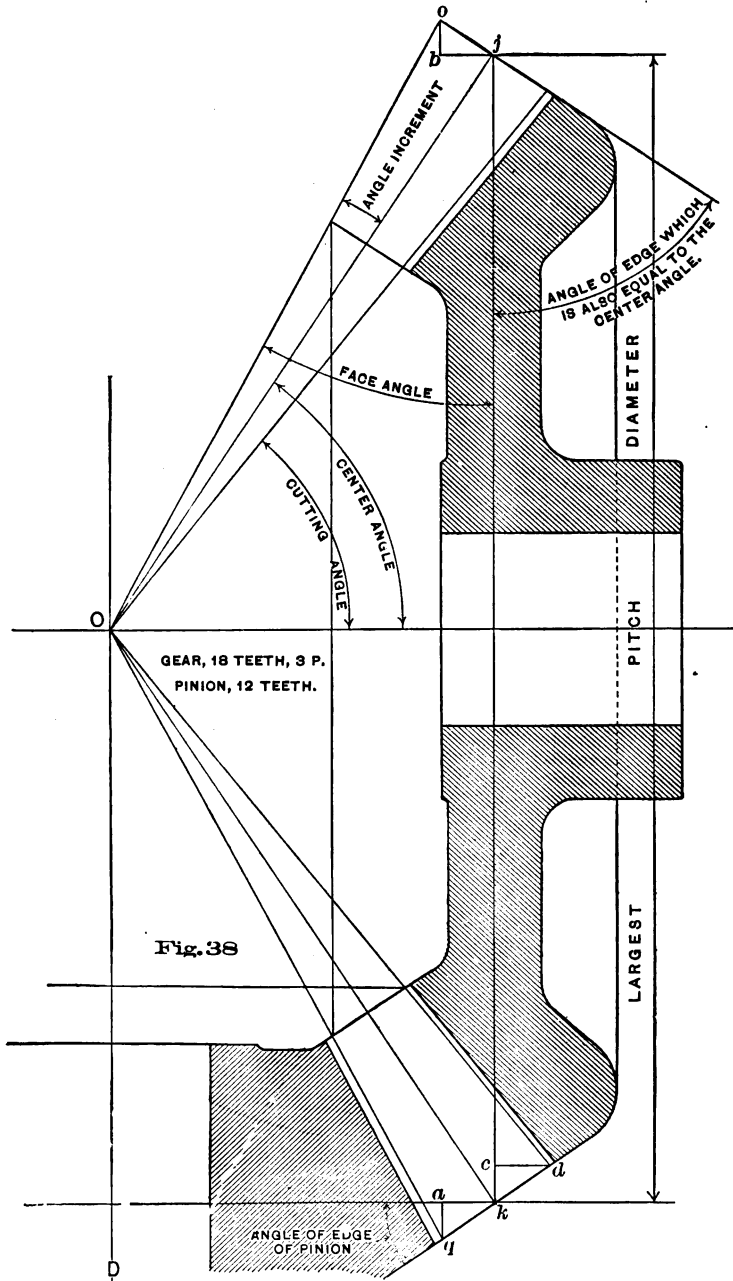 o
b
j
ANGLE INCREMENT
ANGLE OF EDGE WHICH
IS ALSO EQUAL TO THE
CENTER ANGLE.
FACE ANGLE
DIAMETER
CENTER ANGLE
CUTTING
ANGLE
O
GEAR, 18 TEETH, 3 P.
PINION, 12 TEETH.
PITCH
Fig. 38
LARGEST
c
d
a
k
ANGLE OF EDGE
OF PINION
q
D